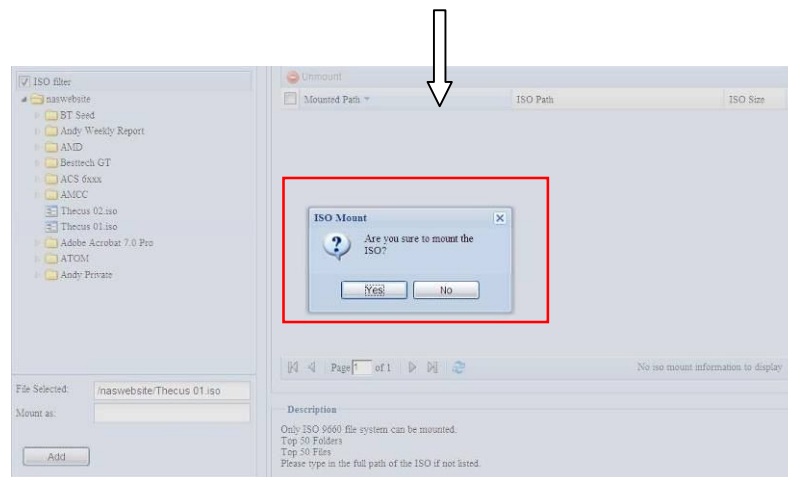 ISO filter
naswebsite
BT Seed
Andy Weekly Report
AMD
Besttech GT
ACS 6xxx
AMCC
Thecus 02.iso
Thecus 01.iso
Adobe Acrobat 7.0 Pro
ATOM
Andy Private
File Selected: /naswebsite/Thecus 01.iso
Mount as:
Add
Unmount
Mounted Path ISO Path ISO Size
ISO Mount
Are you sure to mount the
ISO?
Yes No
Page 1 of 1 No iso mount information to display
Description
Only ISO 9660 file system can be mounted.
Top 50 Folders
Top 50 Files
Please type in the full path of the ISO if not listed.